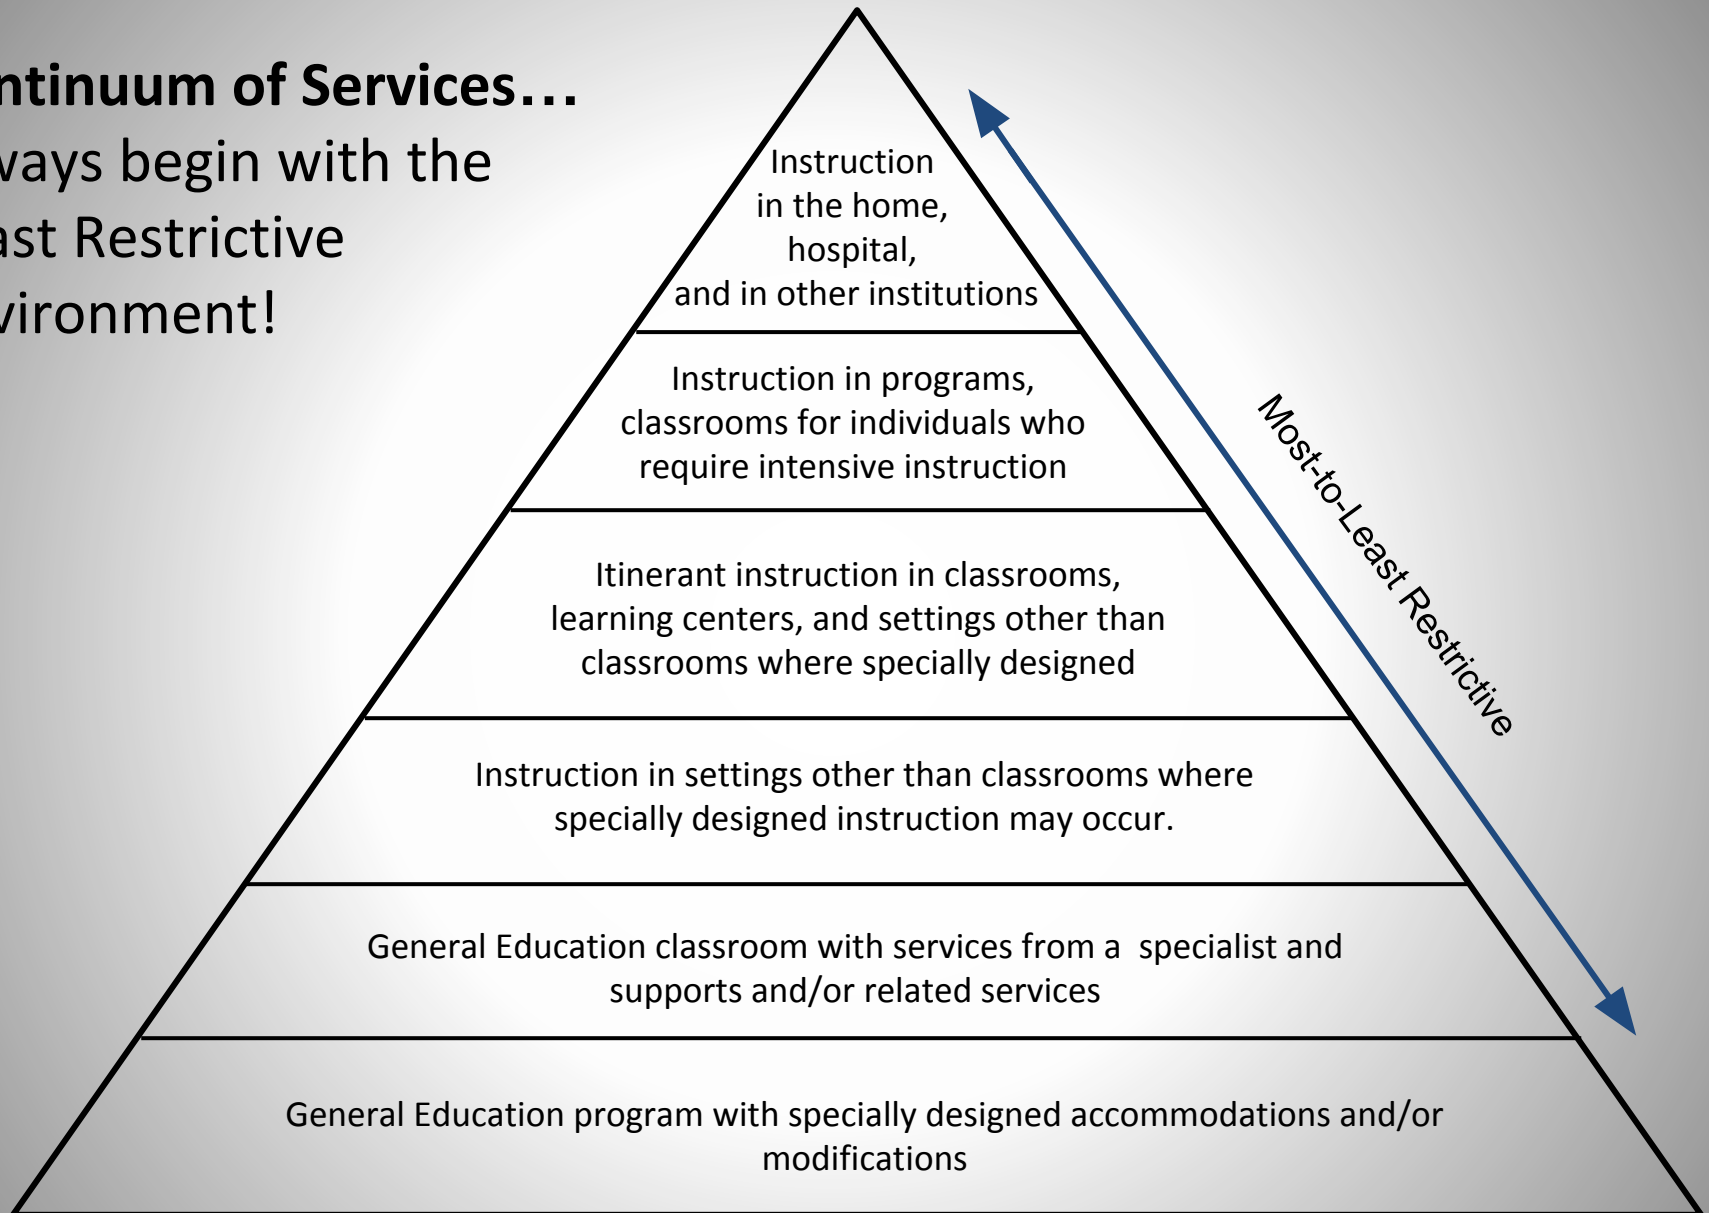 ntinuum of Services…
ways begin with the
ast Restrictive
vironment!
Instruction
in the home,
hospital,
and in other institutions
Instruction in programs,
classrooms for individuals who
require intensive instruction
Itinerant instruction in classrooms,
learning centers, and settings other than
classrooms where specially designed
Instruction in settings other than classrooms where
specially designed instruction may occur.
General Education classroom with services from a  specialist and
supports and/or related services
General Education program with specially designed accommodations and/or
modifications
Most-to-Least Restrictive